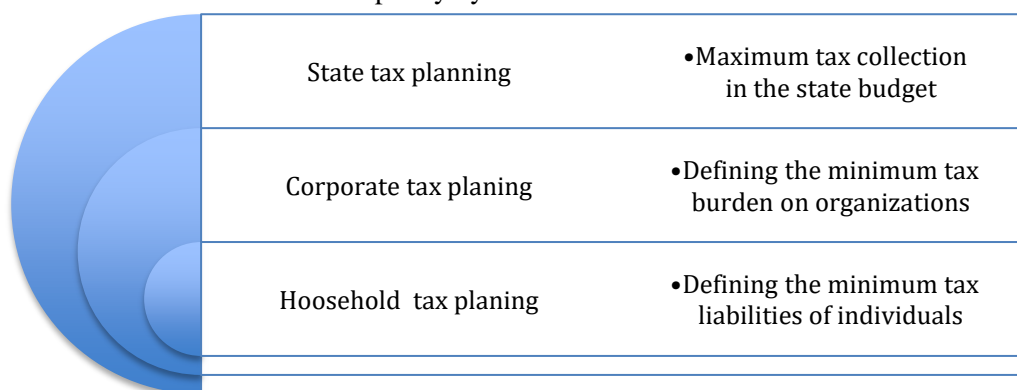 State tax planning
•Maximum tax collection
in the state budget
Corporate tax planing
•Defining the minimum tax
burden on organizations
Hoosehold tax planing
•Defining the minimum tax
liabilities of individuals